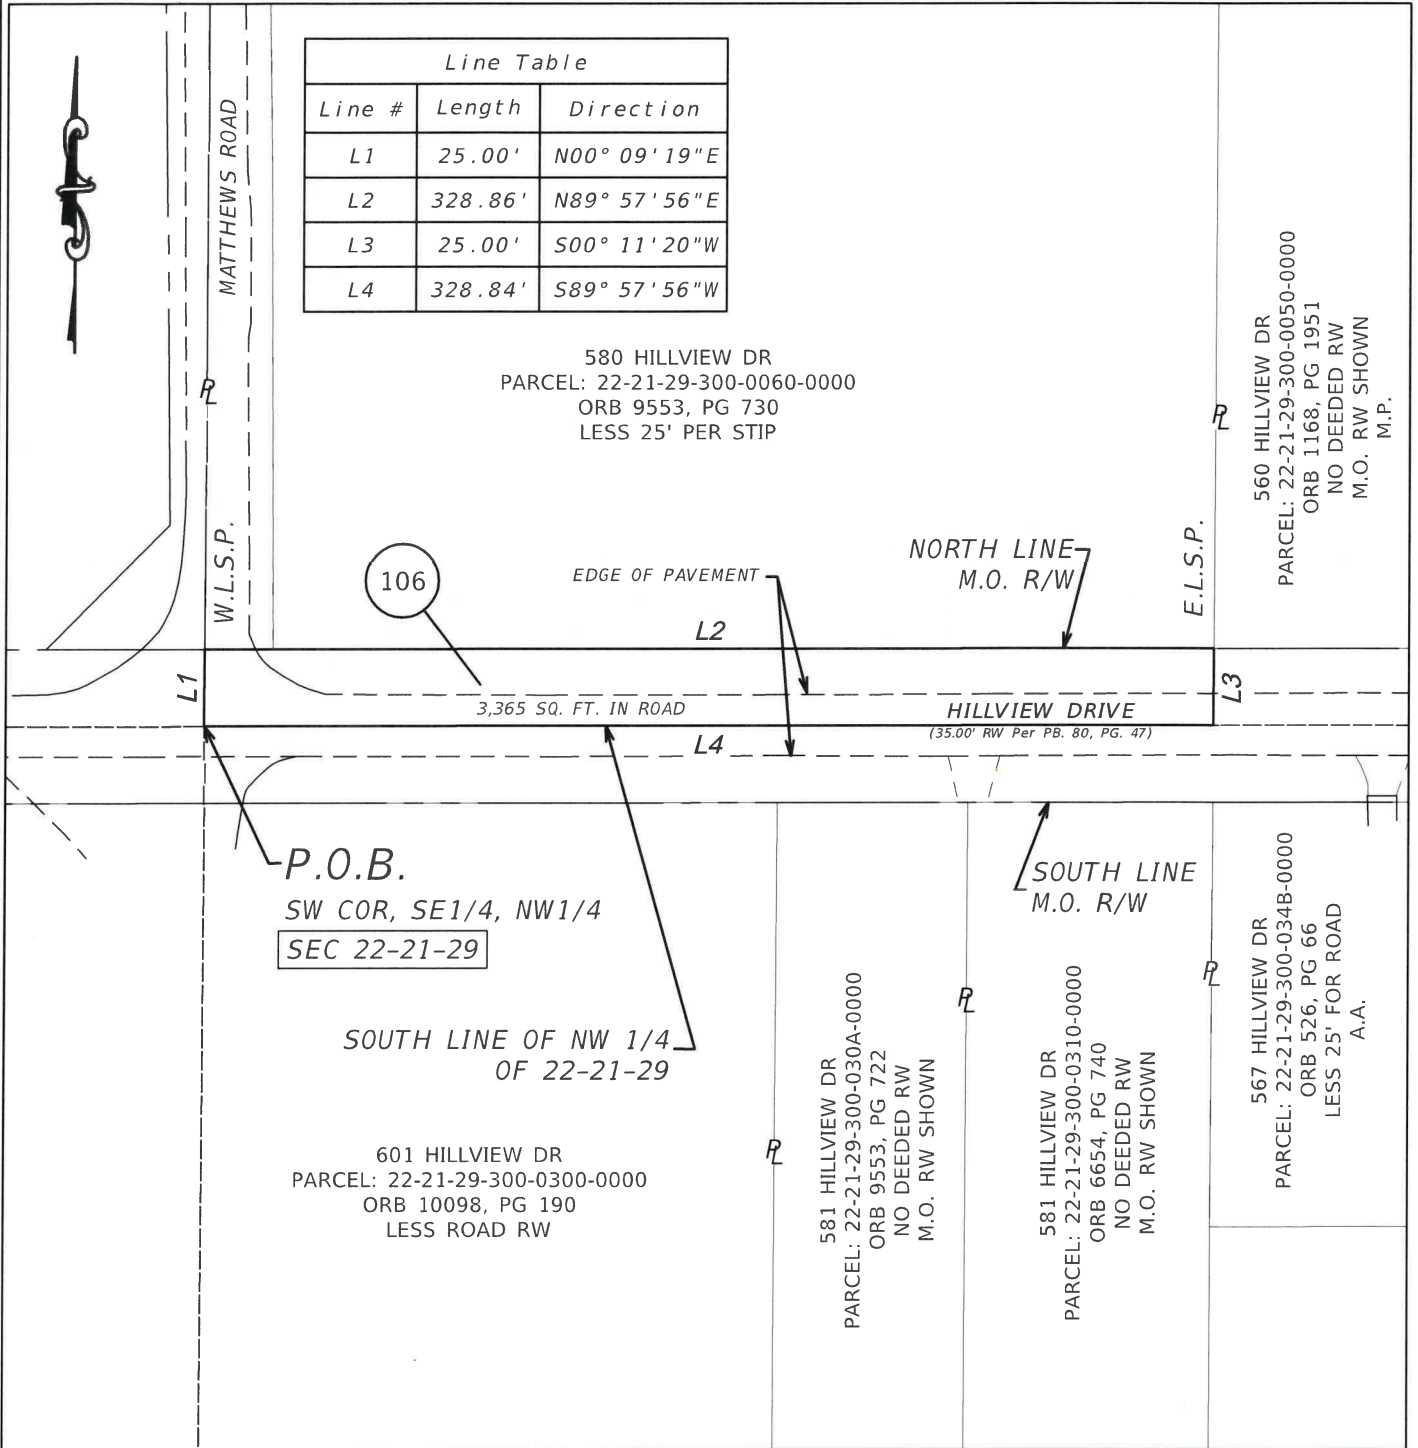 Line Table
Line # Length Direction
L1 25.00' N00° 09'19"E
L2 328.86' N89° 57'56"E
L3 25.00' S00° 11'20"W
L4 328.84' S89° 57'56"W
MATTHEWS ROAD
580 HILLVIEW DR
PARCEL: 22-21-29-300-0060-0000
ORB 9553, PG 730
LESS 25' PER STIP
560 HILLVIEW DR
PARCEL: 22-21-29-300-0050-0000
ORB 1168, PG 1951
NO DEEDED RW
M.O. RW SHOWN
M.P.
PL
PL
W.L.S.P.
E.L.S.P.
106
EDGE OF PAVEMENT
NORTH LINE
M.O. R/W
L2
L1
L3
3,365 SQ. FT. IN ROAD
HILLVIEW DRIVE
(35.00' RW Per PB. 80, PG. 47)
L4
P.O.B.
SW COR, SE1/4, NW1/4
SEC 22-21-29
SOUTH LINE
M.O. R/W
SOUTH LINE OF NW 1/4
OF 22-21-29
601 HILLVIEW DR
PARCEL: 22-21-29-300-0300-0000
ORB 10098, PG 190
LESS ROAD RW
PL
581 HILLVIEW DR
PARCEL: 22-21-29-300-030A-0000
ORB 9553, PG 722
NO DEEDED RW
M.O. RW SHOWN
PL
581 HILLVIEW DR
PARCEL: 22-21-29-300-0310-0000
ORB 6654, PG 740
NO DEEDED RW
M.O. RW SHOWN
PL
567 HILLVIEW DR
PARCEL: 22-21-29-300-034B-0000
ORB 526, PG 66
LESS 25' FOR ROAD
A.A.